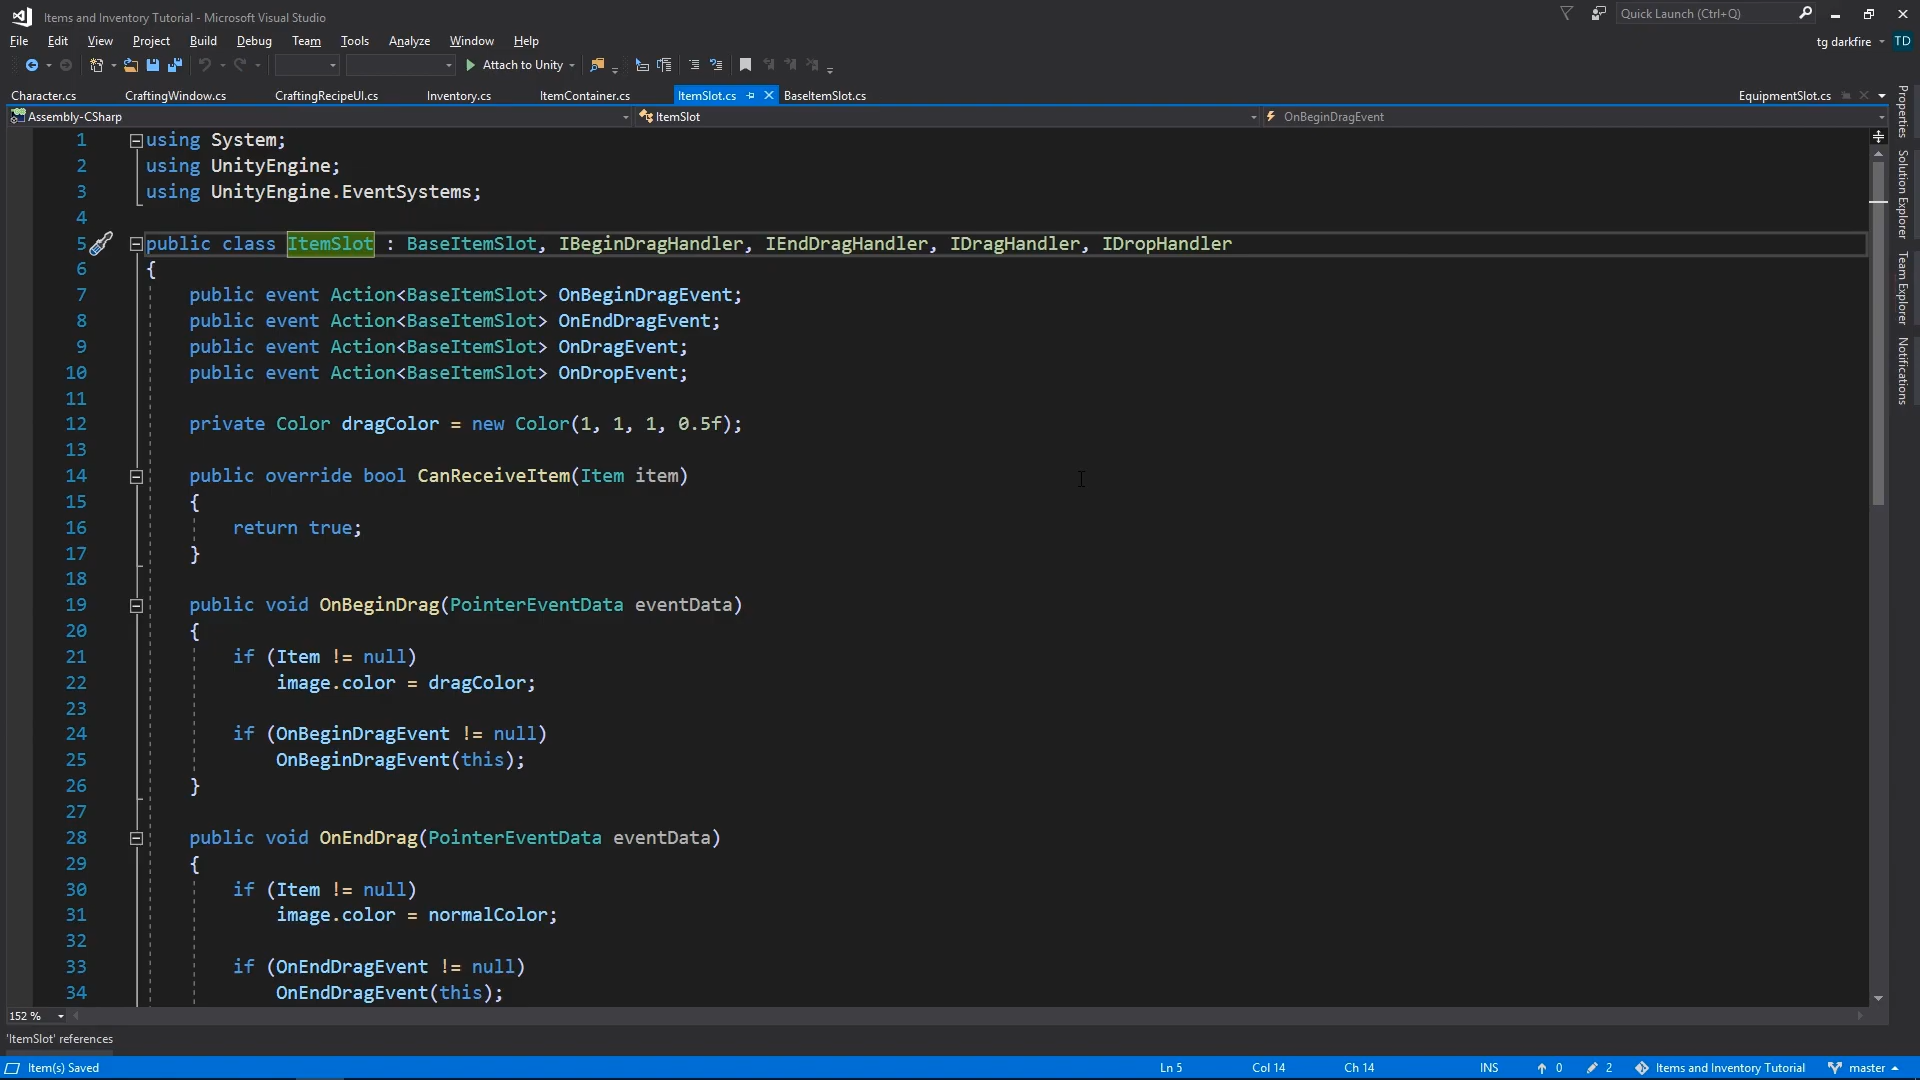 Items and Inventory Tutorial - Microsoft Visual Studio
Quick Launch (Ctrl+Q)
File Edit View Project Build Debug Team Tools Analyze Window Help
tg darkfire TD
Attach to Unity
Character.cs CraftingWindow.cs CraftingRecipeUI.cs Inventory.cs ItemContainer.cs ItemSlot.cs BaseItemSlot.cs EquipmentSlot.cs
Assembly-CSharp ItemSlot OnBeginDragEvent
1 using System;
2 using UnityEngine;
3 using UnityEngine.EventSystems;
4
5 public class ItemSlot : BaseItemSlot, IBeginDragHandler, IEndDragHandler, IDragHandler, IDropHandler
6 {
7 public event Action<BaseItemSlot> OnBeginDragEvent;
8 public event Action<BaseItemSlot> OnEndDragEvent;
9 public event Action<BaseItemSlot> OnDragEvent;
10 public event Action<BaseItemSlot> OnDropEvent;
11
12 private Color dragColor = new Color(1, 1, 1, 0.5f);
13
14 public override bool CanReceiveItem(Item item)
15 {
16 return true;
17 }
18
19 public void OnBeginDrag(PointerEventData eventData)
20 {
21 if (Item != null)
22 image.color = dragColor;
23
24 if (OnBeginDragEvent != null)
25 OnBeginDragEvent(this);
26 }
27
28 public void OnEndDrag(PointerEventData eventData)
29 {
30 if (Item != null)
31 image.color = normalColor;
32
33 if (OnEndDragEvent != null)
34 OnEndDragEvent(this);
152 %
'ItemSlot' references
Item(s) Saved Ln 5 Col 14 Ch 14 INS 0 2 Items and Inventory Tutorial master
Properties
Solution Explorer
Team Explorer
Notifications